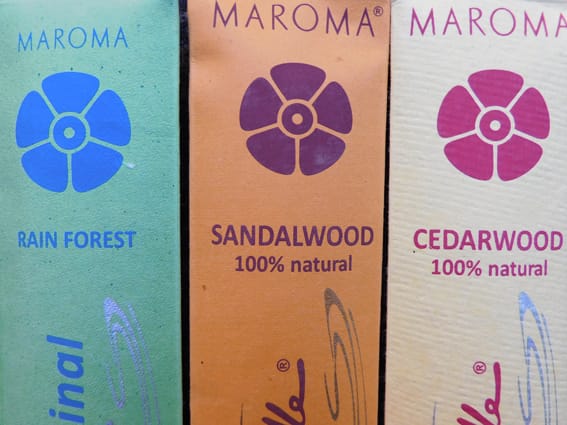 MAROMA
RAIN FOREST
MAROMA®
SANDALWOOD
100% natural
®
MAROMA
CEDARWOOD
100% natural
®